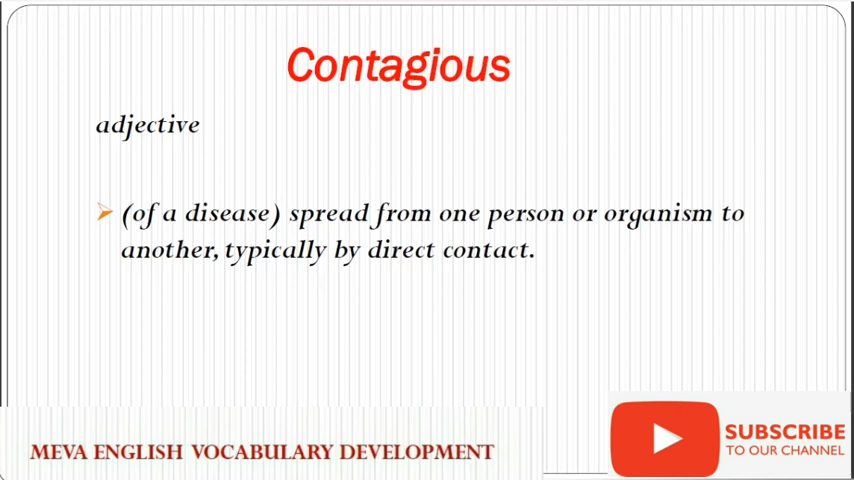 Contagious
adjective
(of a disease) spread from one person or organism to
another, typically by direct contact.
MEVA ENGLISH VOCABULARY DEVELOPMENT
SUBSCRIBE
TO OUR CHANNEL